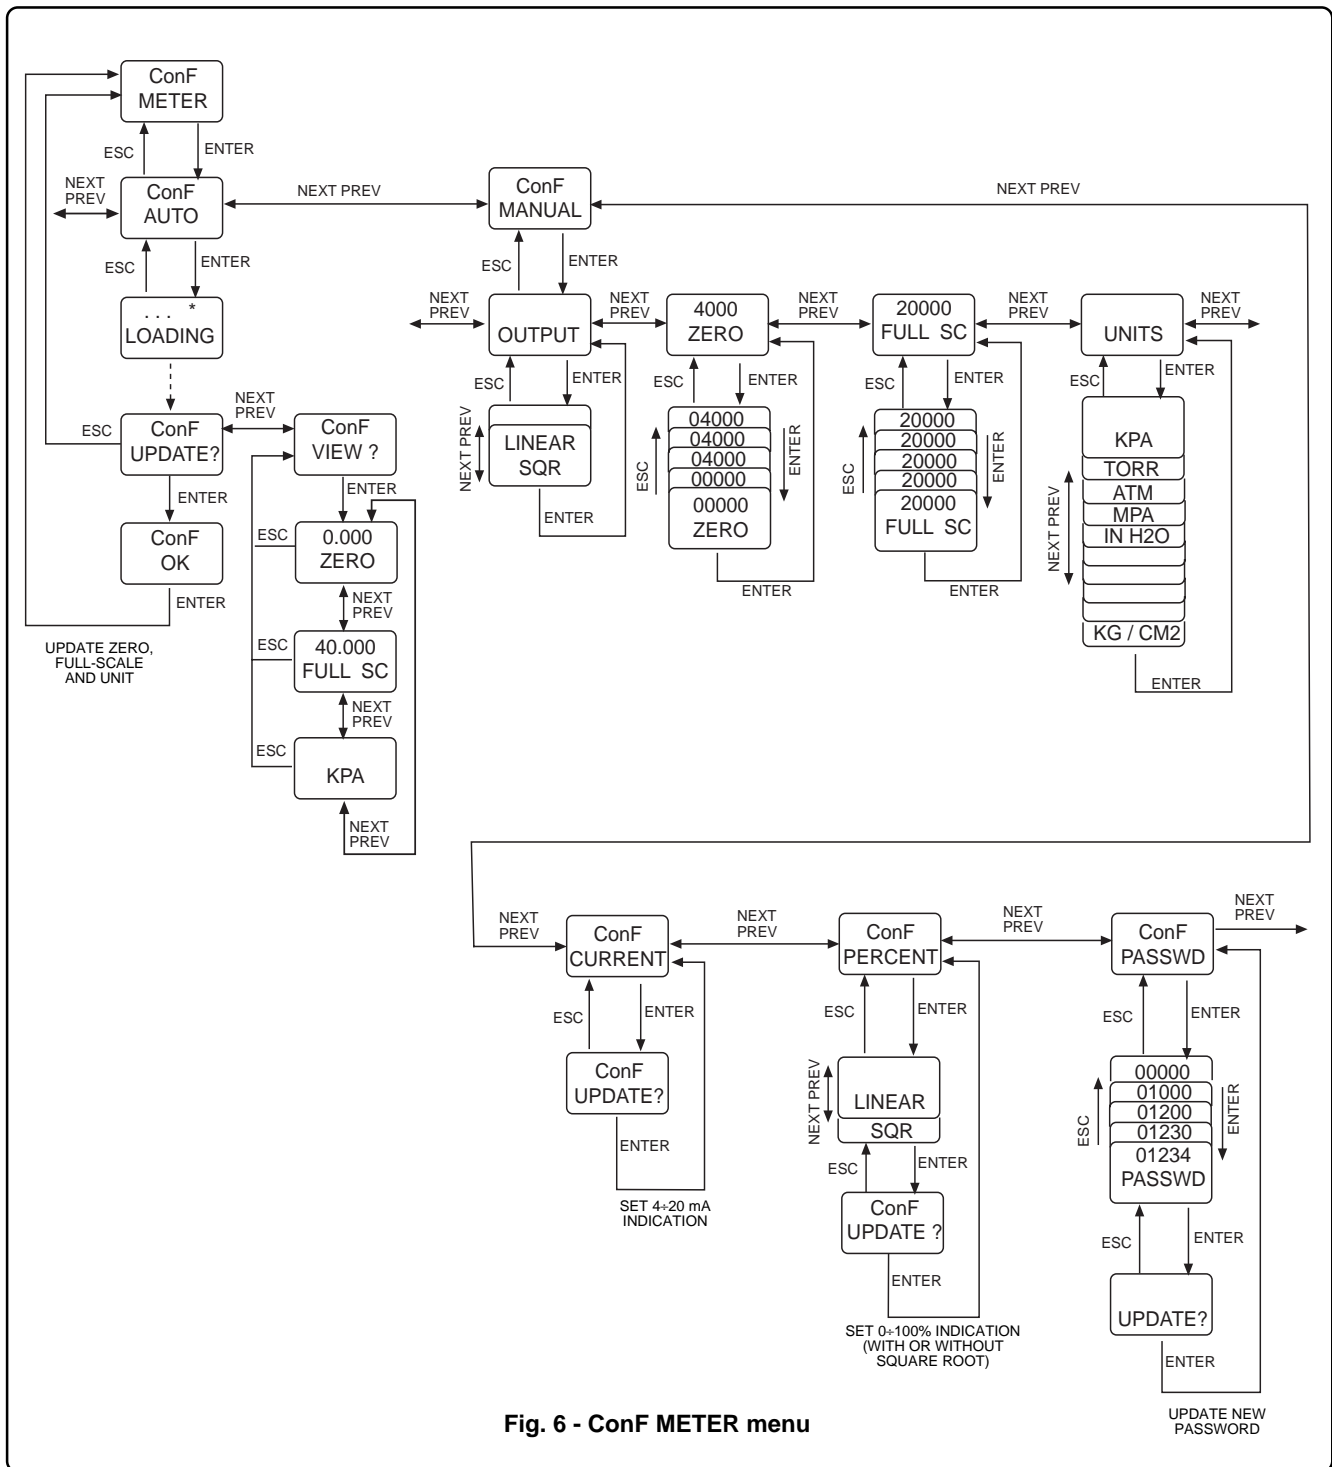 ConF
METER
ESC
ENTER
NEXT
PREV
ConF
AUTO
NEXT PREV
ConF
MANUAL
NEXT PREV
ESC
ENTER
ESC
ENTER
. . . *
LOADING
NEXT
PREV
OUTPUT
NEXT
PREV
4000
ZERO
NEXT
PREV
20000
FULL SC
NEXT
PREV
UNITS
NEXT
PREV
ESC
ENTER
NEXT PREV
LINEAR
SQR
ENTER
ESC
ENTER
04000
04000
04000
00000
00000
ZERO
ESC
ENTER
ENTER
ESC
ENTER
20000
20000
20000
20000
20000
FULL SC
ESC
ENTER
ENTER
ESC
ENTER
KPA
TORR
ATM
MPA
IN H2O
KG / CM2
NEXT PREV
ENTER
ESC
ConF
UPDATE?
NEXT
PREV
ConF
VIEW ?
ENTER
ENTER
ConF
OK
ENTER
UPDATE ZERO,
FULL-SCALE
AND UNIT
ESC
0.000
ZERO
NEXT
PREV
ESC
40.000
FULL SC
NEXT
PREV
ESC
KPA
NEXT
PREV
NEXT
PREV
ConF
CURRENT
NEXT
PREV
ConF
PERCENT
NEXT
PREV
ConF
PASSWD
NEXT
PREV
ESC
ENTER
ConF
UPDATE?
ENTER
SET 4÷20 mA
INDICATION
ESC
ENTER
NEXT PREV
LINEAR
SQR
ESC
ENTER
ConF
UPDATE ?
ENTER
SET 0÷100% INDICATION
(WITH OR WITHOUT
SQUARE ROOT)
ESC
ENTER
00000
01000
01200
01230
01234
PASSWD
ESC
ENTER
ESC
ENTER
UPDATE?
ENTER
UPDATE NEW
PASSWORD
Fig. 6 - ConF METER menu